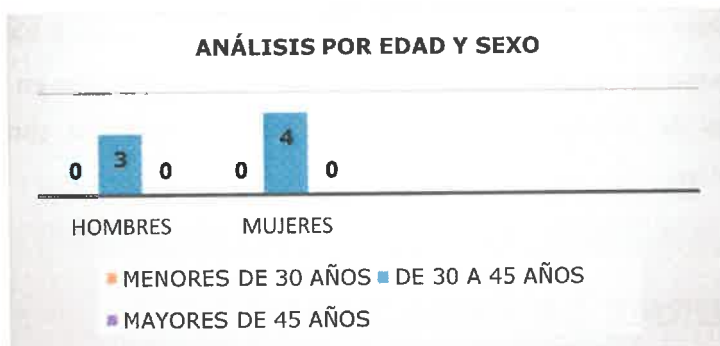 ANÁLISIS POR EDAD Y SEXO
0 3 0 0 4 0
HOMBRES MUJERES
MENORES DE 30 AÑOS DE 30 A 45 AÑOS
MAYORES DE 45 AÑOS